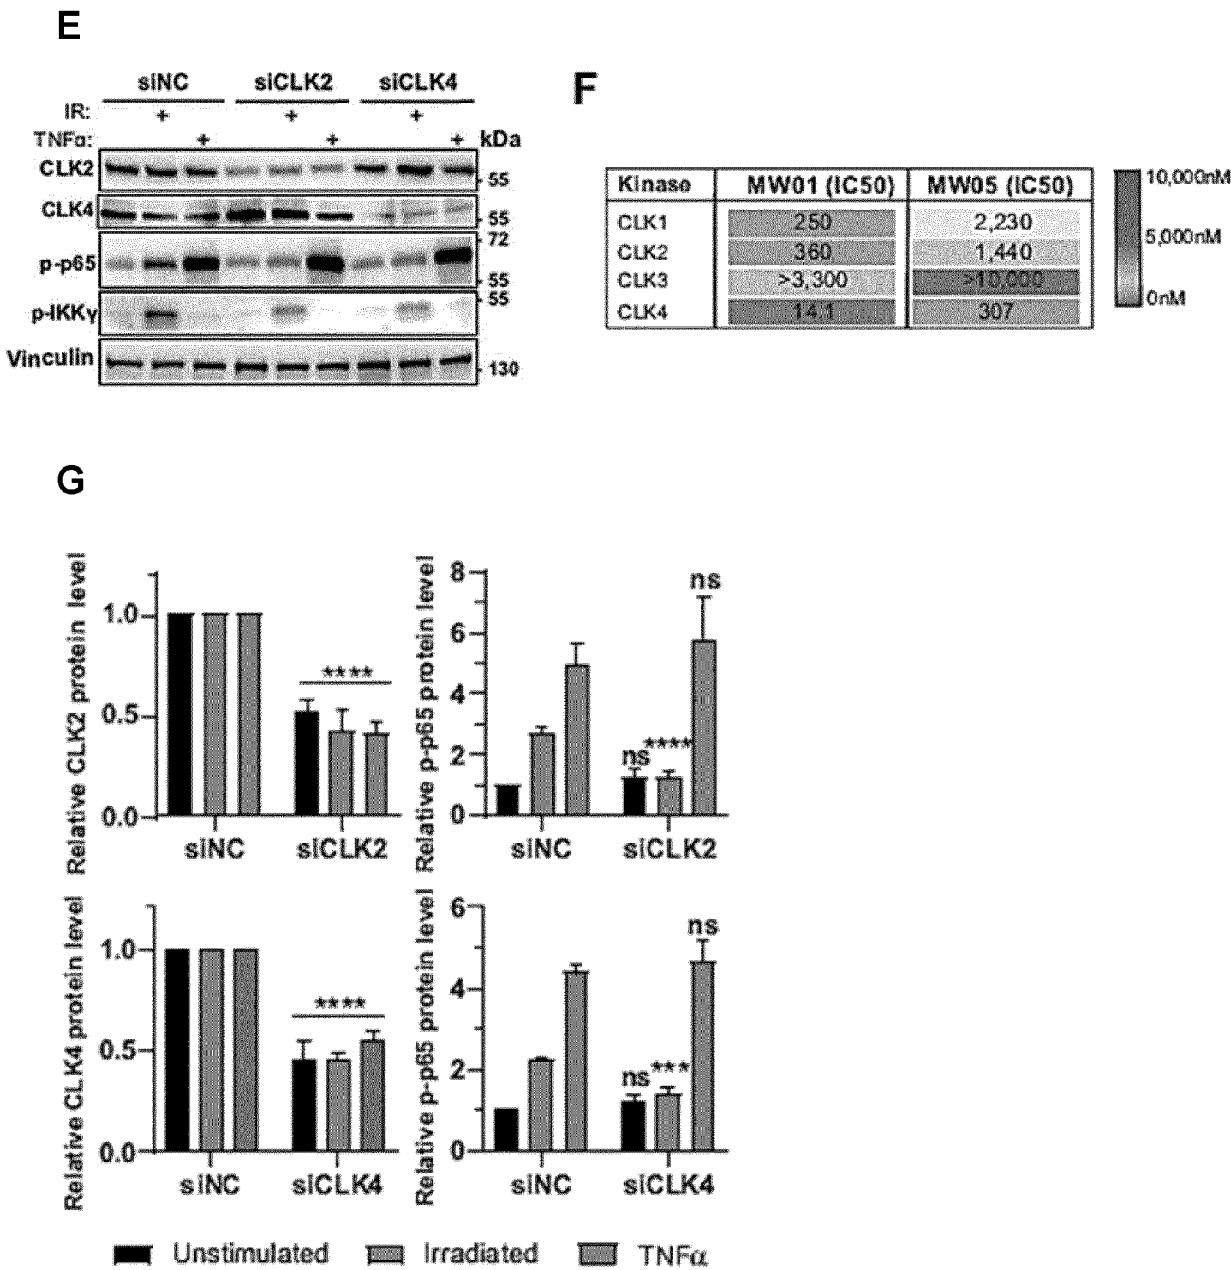 E
siNC siCLK2 siCLK4
IR: + + +
TNFα: + + + kDa
CLK2
55
CLK4
55
72
p-p65
55
55
p-IKKγ
Vinculin
130
F
Kinase MW01 (IC50) MW05 (IC50)
CLK1 250 2,230
CLK2 360 1,440
CLK3 >3,300 >10,000
CLK4 14.1 307
10,000nM
5,000nM
0nM
G
Relative CLK2 protein level
1.0
0.5
0.0
****
siNC siCLK2
Relative p-p65 protein level
8
6
4
2
0
ns **** ns
siNC siCLK2
Relative CLK4 protein level
1.0
0.5
0.0
****
siNC siCLK4
Relative p-p65 protein level
6
4
2
0
ns *** ns
siNC siCLK4
Unstimulated Irradiated TNFα